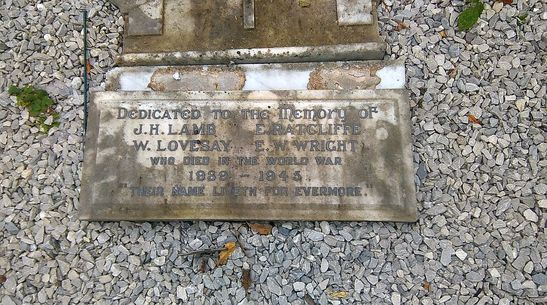 Dedicated to the Memory of
J.H. LAMB E. RATCLIFFE
W. LOVESAY E. W. WRIGHT
WHO DIED IN THE WORLD WAR
1939 - 1945
"THEIR NAME LIVETH FOR EVERMORE"